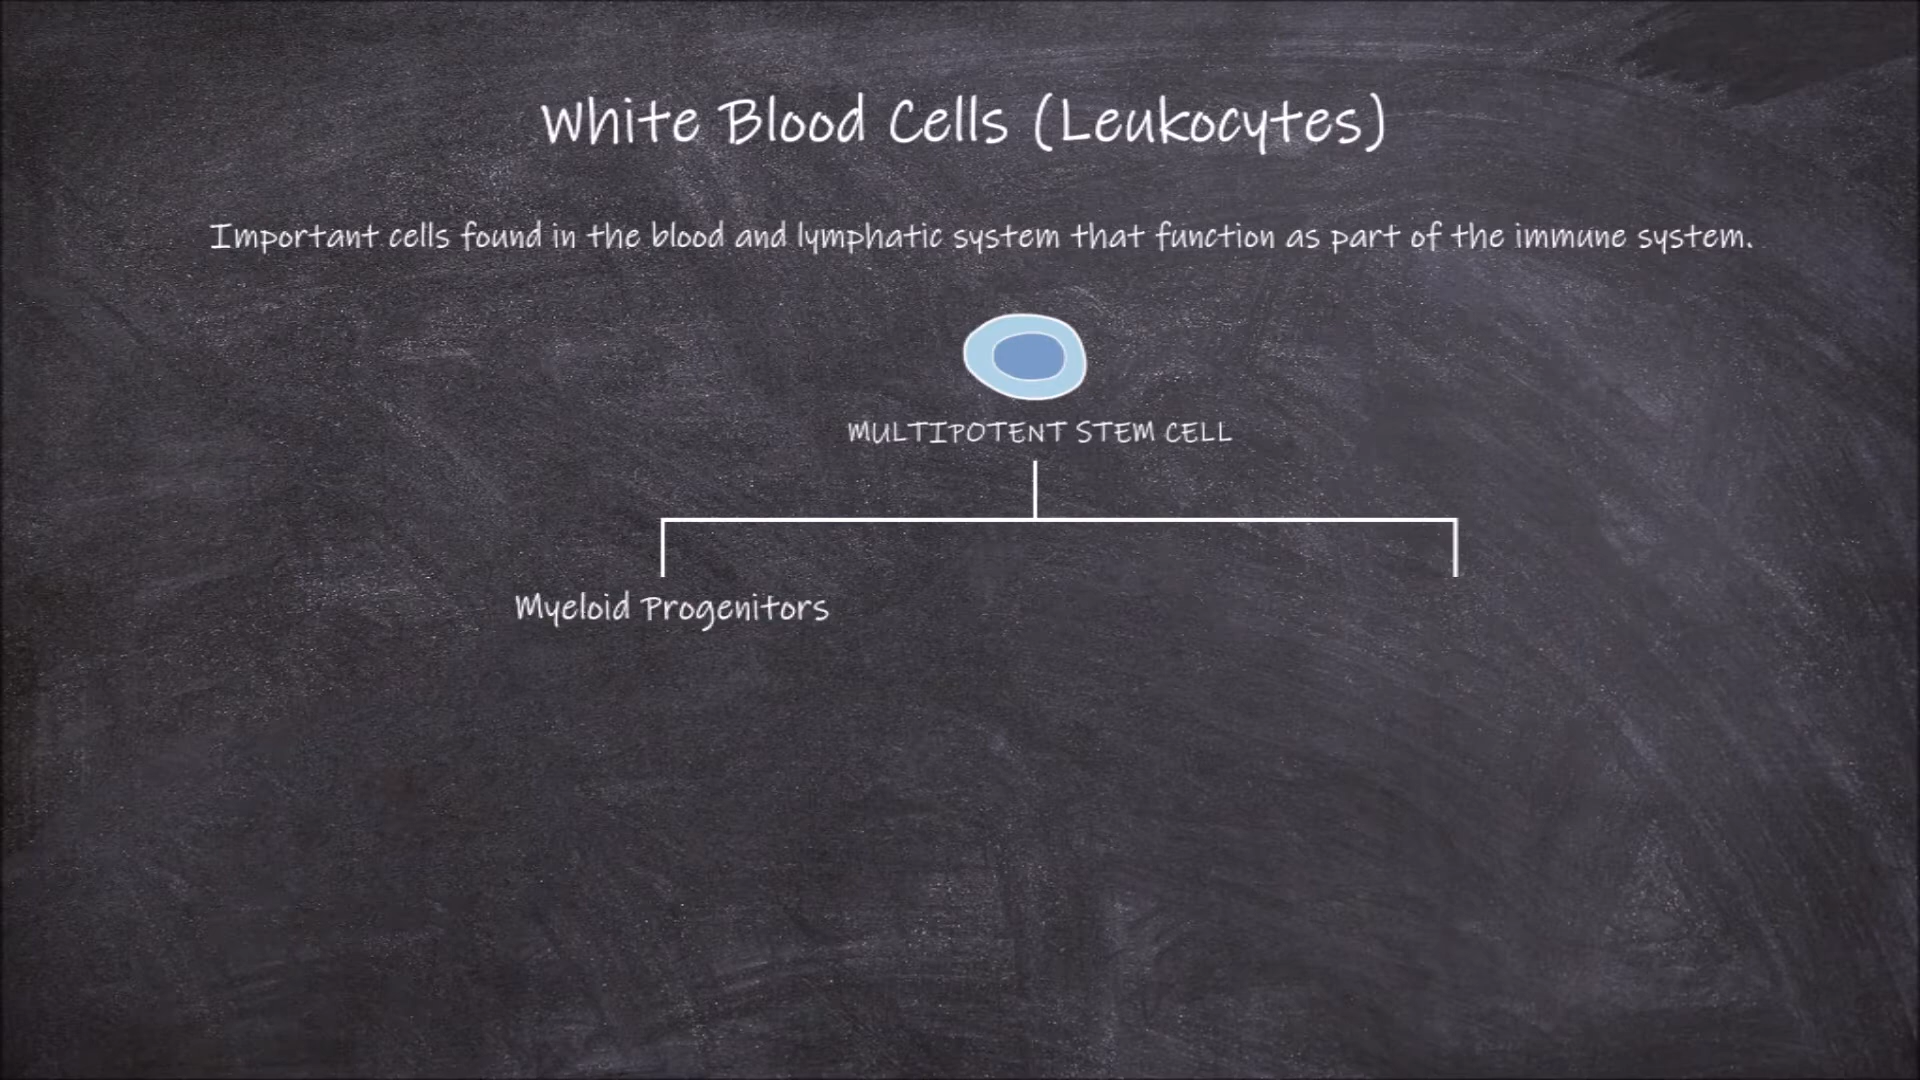 White Blood Cells (Leukocytes)
Important cells found in the blood and lymphatic system that function as part of the immune system.
MULTIPOTENT STEM CELL
Myeloid Progenitors